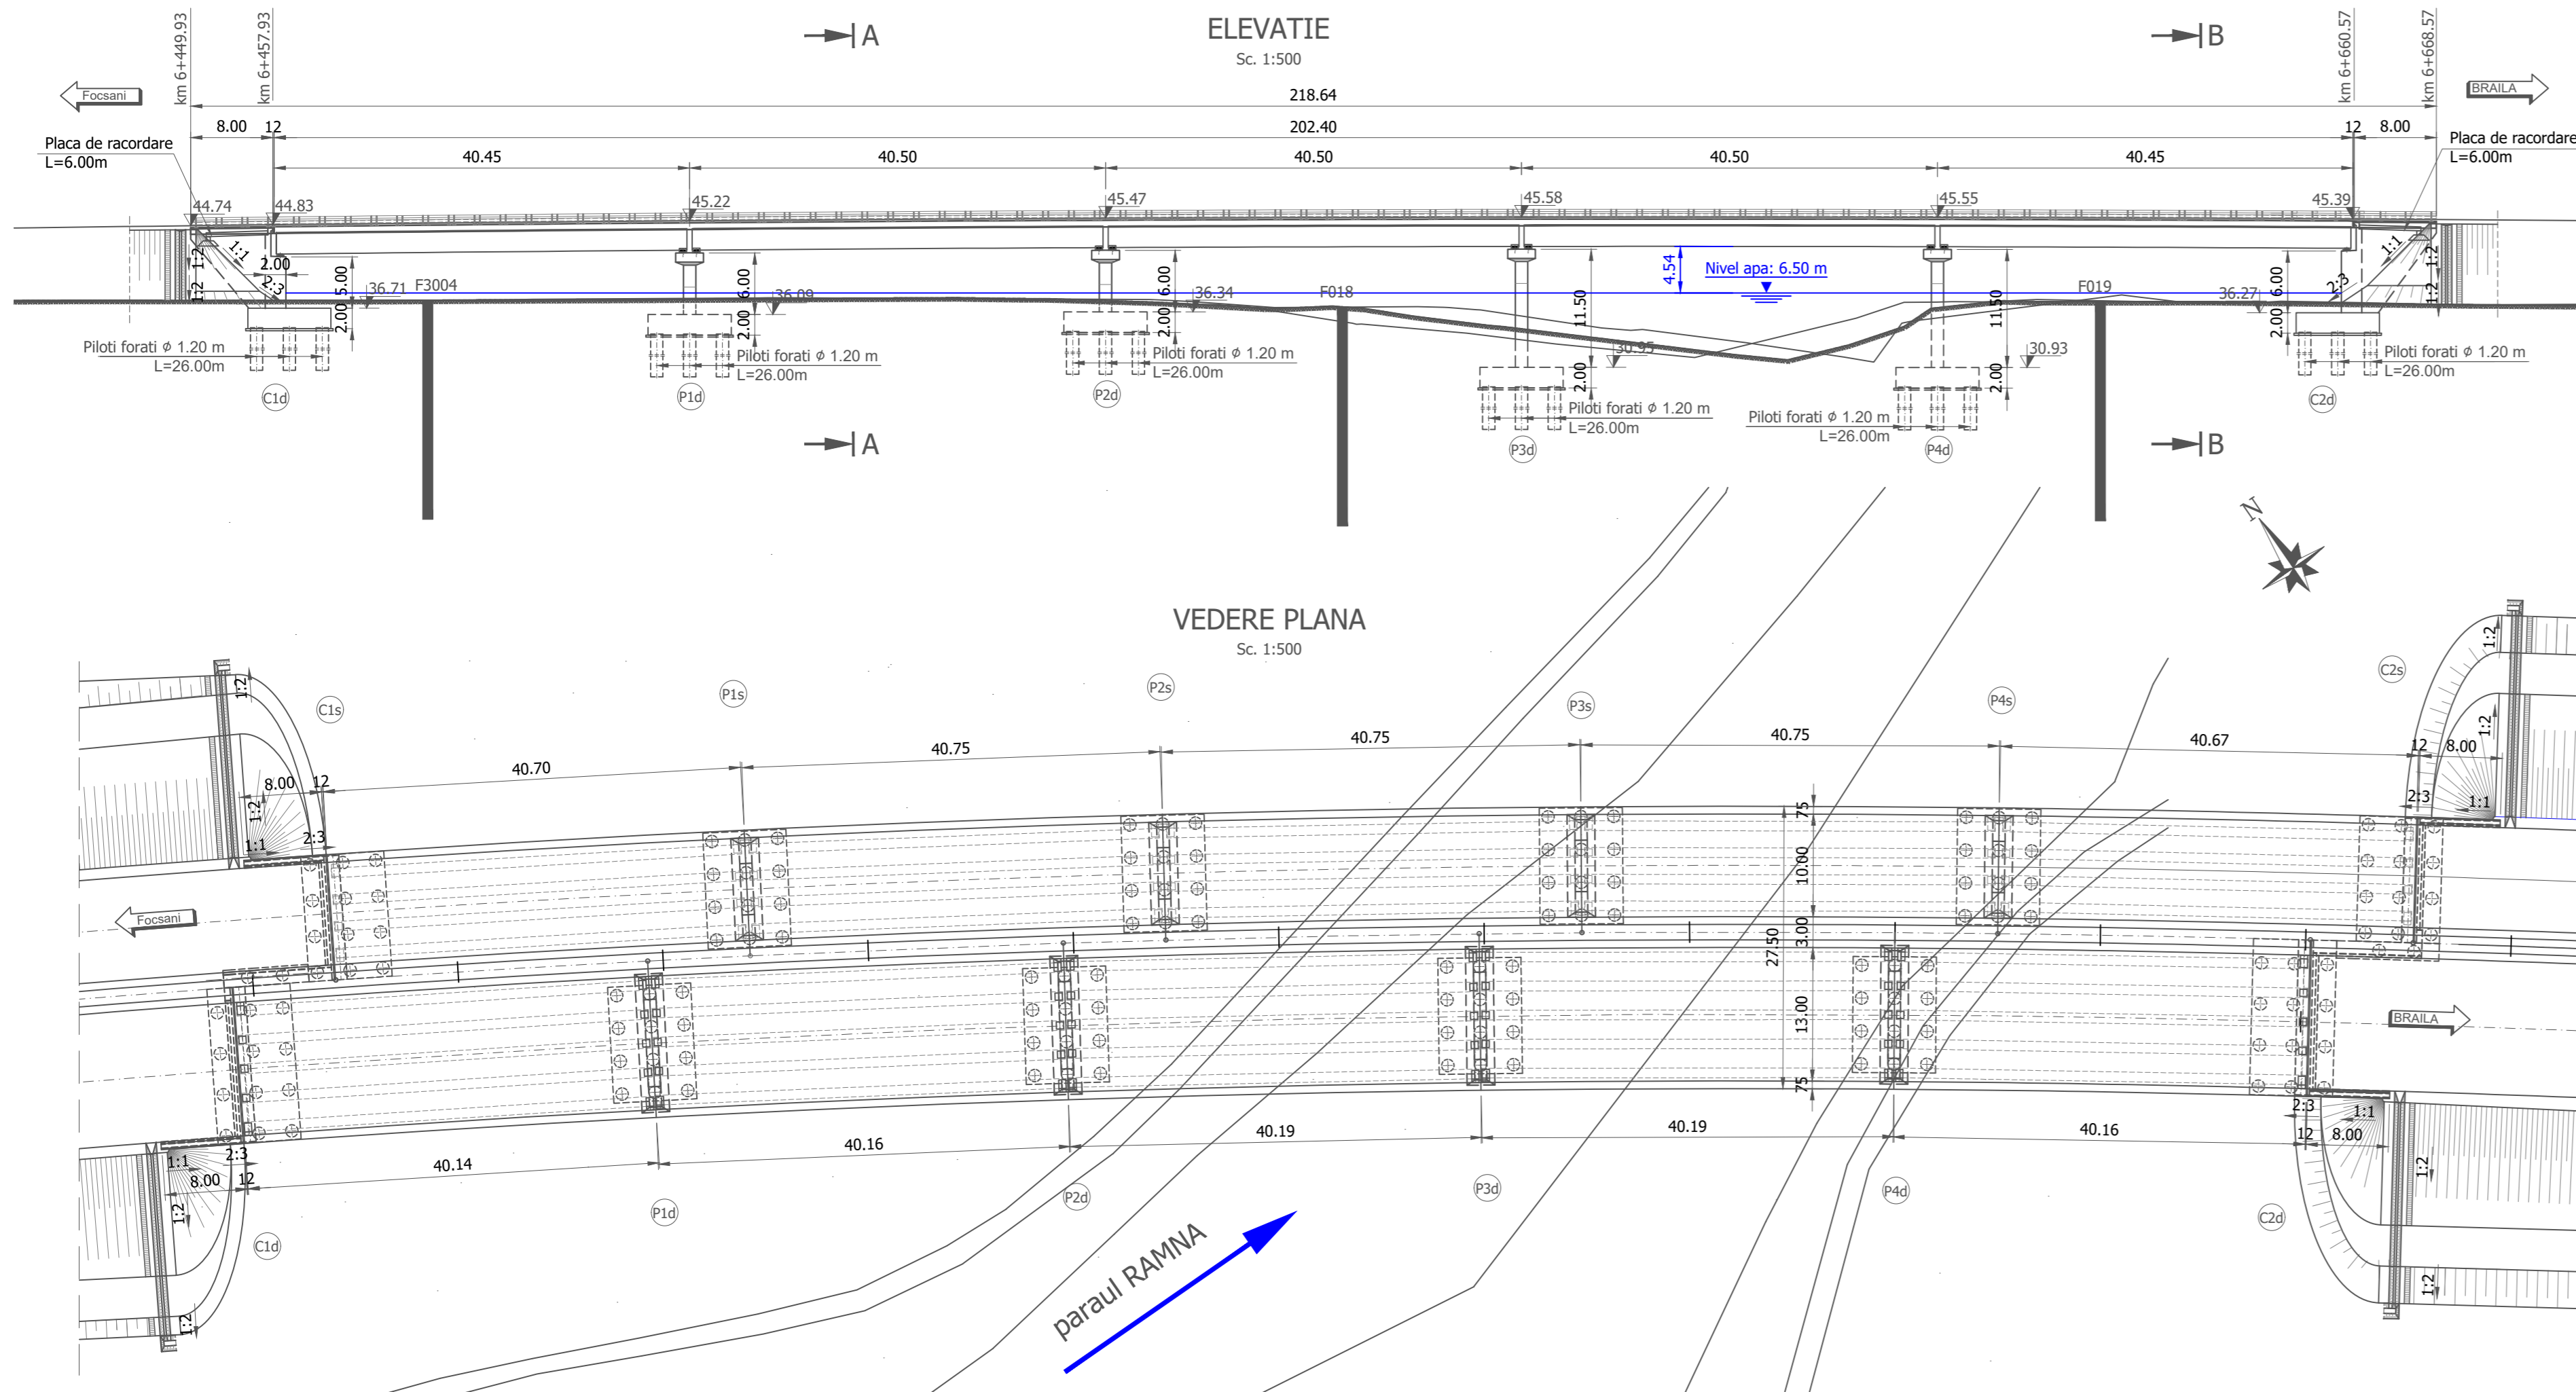 ELEVATIE
Sc. 1:500
A
B
km 6+449.93
km 6+457.93
km 6+660.57
km 6+668.57
Focsani
BRAILA
218.64
8.00
12
202.40
12
8.00
Placa de racordare
L=6.00m
Placa de racordare
L=6.00m
40.45
40.50
40.50
40.50
40.45
44.74
44.83
45.22
45.47
45.58
45.55
45.39
1:2
1:1
2.00
2:3
1:2
5.00
2.00
36.71
F3004
6.00
2.00
36.09
6.00
2.00
36.34
F018
11.50
2.00
30.95
4.54
Nivel apa: 6.50 m
11.50
2.00
30.93
F019
36.27
6.00
2.00
2:3
1:1
1:2
1:2
Piloti forati ϕ 1.20 m
L=26.00m
Piloti forati ϕ 1.20 m
L=26.00m
Piloti forati ϕ 1.20 m
L=26.00m
Piloti forati ϕ 1.20 m
L=26.00m
Piloti forati ϕ 1.20 m
L=26.00m
Piloti forati ϕ 1.20 m
L=26.00m
C1d
P1d
P2d
P3d
P4d
C2d
A
B
N
VEDERE PLANA
Sc. 1:500
C1s
P1s
P2s
P3s
P4s
C2s
1:2
8.00
12
40.70
40.75
40.75
40.75
40.67
12
8.00
1:2
1:2
1:2
1:1
2:3
2:3
1:1
75
10.00
3.00
27.50
13.00
75
Focsani
BRAILA
1:1
2:3
8.00
12
40.14
40.16
40.19
40.19
40.16
12
8.00
2:3
1:1
1:2
1:2
1:2
1:2
C1d
P1d
P2d
P3d
P4d
C2d
paraul RAMNA